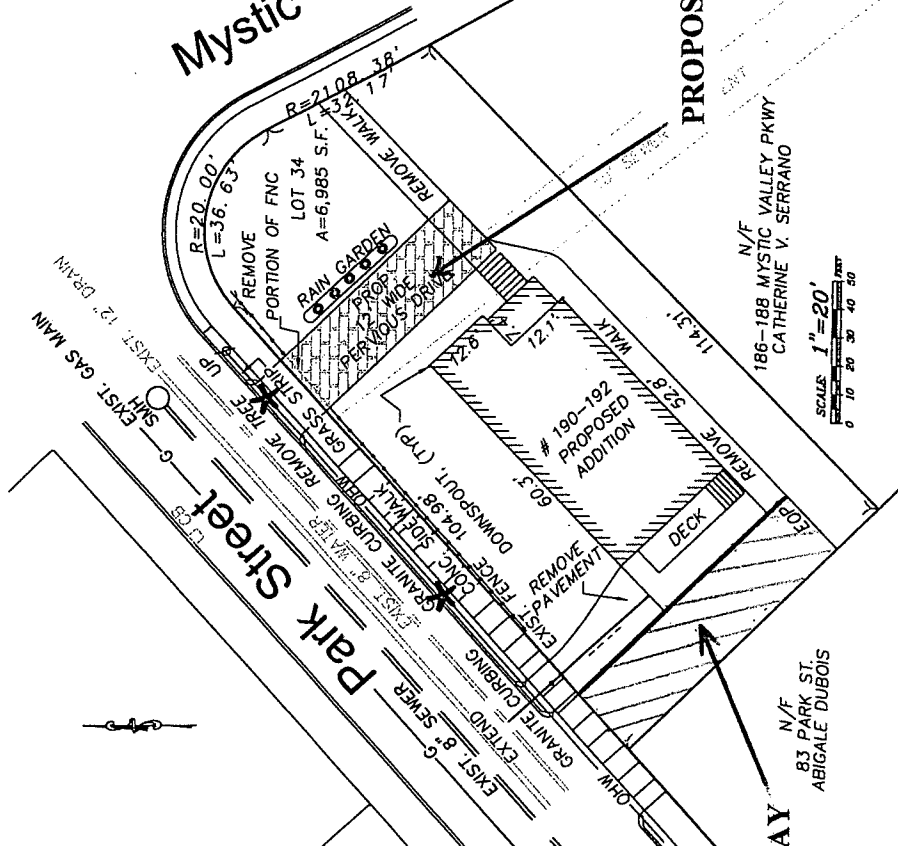 Mystic
PROPOS
R=2108.38'
L=32.17'
R=20.00'
L=36.63'
REMOVE WALK
LOT 34
A=6,985 S.F.
REMOVE
PORTION OF FNC
RAIN GARDEN
PROP.
PERVIOUS DRIVE
EXIST. 12" DRAIN
EXIST. GAS MAIN
SMH
UP
G
CB
REMOVE TREE
GRASS STRIP
OHW
GRANITE CURBING
EXIST. 8" WATER
CONC. SIDEWALK
FENCE 104.98'
DOWNSPOUT, (TYP)
Park Street
12.6'
12.1'
# 190-192
PROPOSED
ADDITION
60.3'
52.8'
REMOVE WALK
114.31'
N/F
186-188 MYSTIC VALLEY PKWY
CATHERINE V. SERRANO
SCALE: 1"=20'
0 10 20 30 40 50
FEET
DECK
EOP
REMOVE
PAVEMENT
EXIST.
EXTEND
GRANITE CURBING
EXIST. 8" SEWER
G
OHW
N/F
83 PARK ST.
ABIGALE DUBOIS
AY